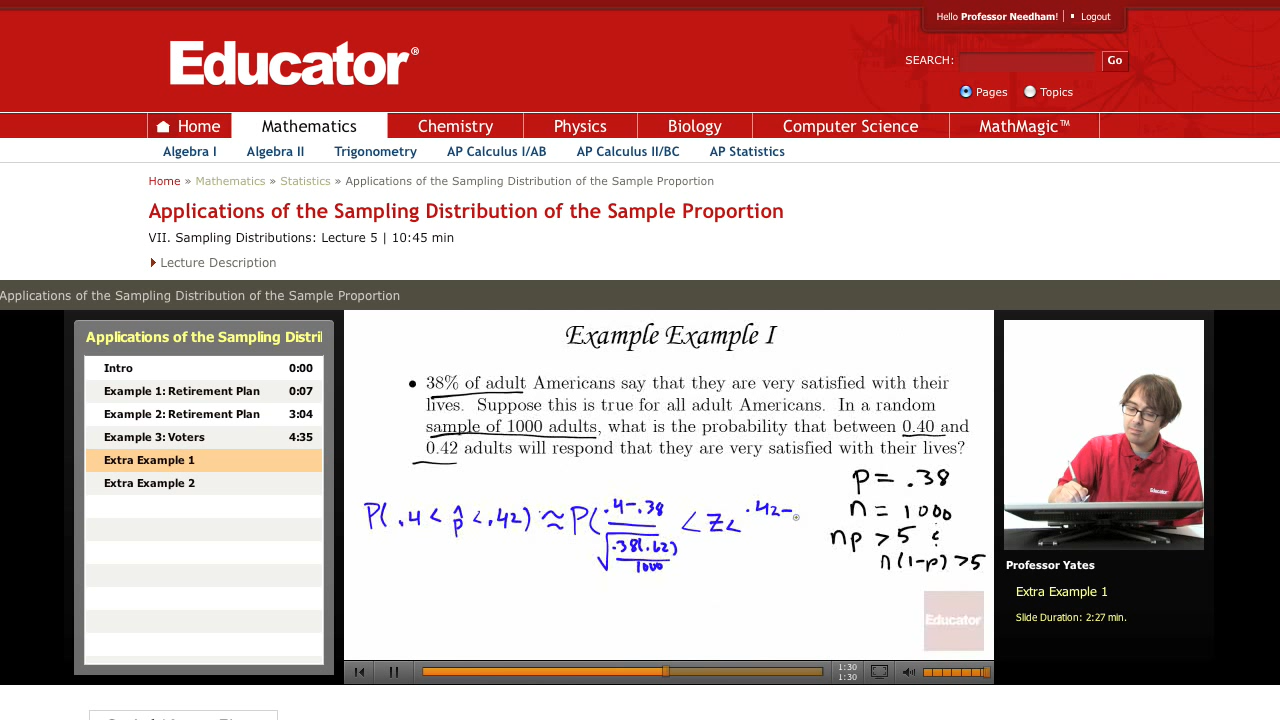 Hello Professor Needham! | ▪ Logout
Educator®
SEARCH: Go
Pages Topics
Home Mathematics Chemistry Physics Biology Computer Science MathMagic™
Algebra I Algebra II Trigonometry AP Calculus I/AB AP Calculus II/BC AP Statistics
Home » Mathematics » Statistics » Applications of the Sampling Distribution of the Sample Proportion
Applications of the Sampling Distribution of the Sample Proportion
VII. Sampling Distributions: Lecture 5 | 10:45 min
Lecture Description
Applications of the Sampling Distribution of the Sample Proportion
Applications of the Sampling Distri
Intro 0:00
Example 1: Retirement Plan 0:07
Example 2: Retirement Plan 3:04
Example 3: Voters 4:35
Extra Example 1
Extra Example 2
Example Example I
• 38% of adult Americans say that they are very satisfied with their
lives. Suppose this is true for all adult Americans. In a random
sample of 1000 adults, what is the probability that between 0.40 and
0.42 adults will respond that they are very satisfied with their lives?
p = .38
n = 1000
np > 5 &
n(1-p) > 5
P( .4 < p̂ < .42) ≈ P( .4-.38 / √(.38(.62)/1000) < Z < .42-
Educator
1:30
1:30
Educator
Professor Yates
Extra Example 1
Slide Duration: 2:27 min.